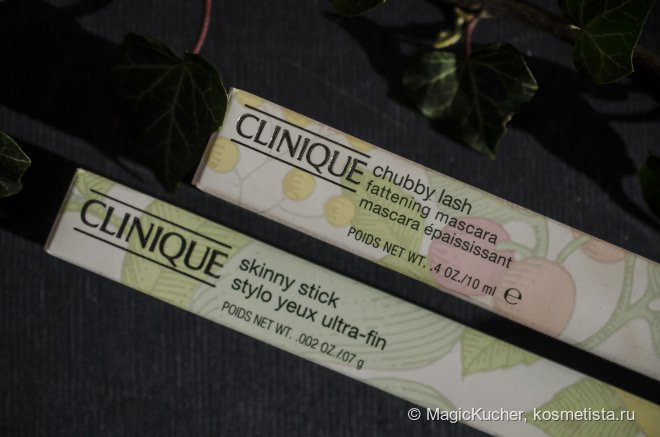 CLINIQUE
chubby lash
fattening mascara
mascara épaississant
POIDS NET WT. .4 OZ./10 ml ℮
CLINIQUE
skinny stick
stylo yeux ultra-fin
POIDS NET WT. .002 OZ./.07 g
© MagicKucher, kosmetista.ru